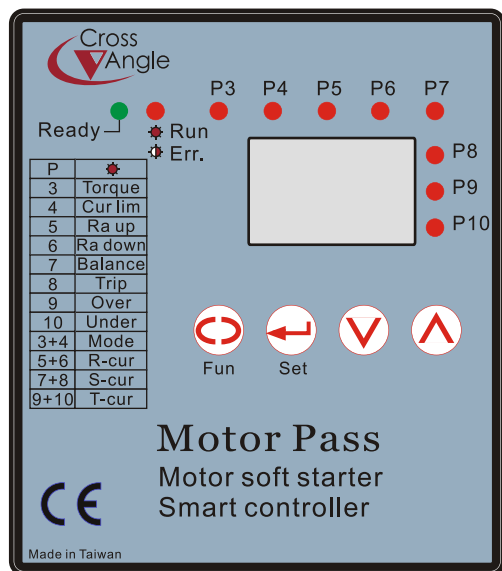 Cross
Angle
P3 P4 P5 P6 P7
Ready
Run
Err.
P8
P9
P10
P
3 Torque
4 Cur lim
5 Ra up
6 Ra down
7 Balance
8 Trip
9 Over
10 Under
3+4 Mode
5+6 R-cur
7+8 S-cur
9+10 T-cur
Fun Set
Motor Pass
Motor soft starter
Smart controller
CE
Made in Taiwan